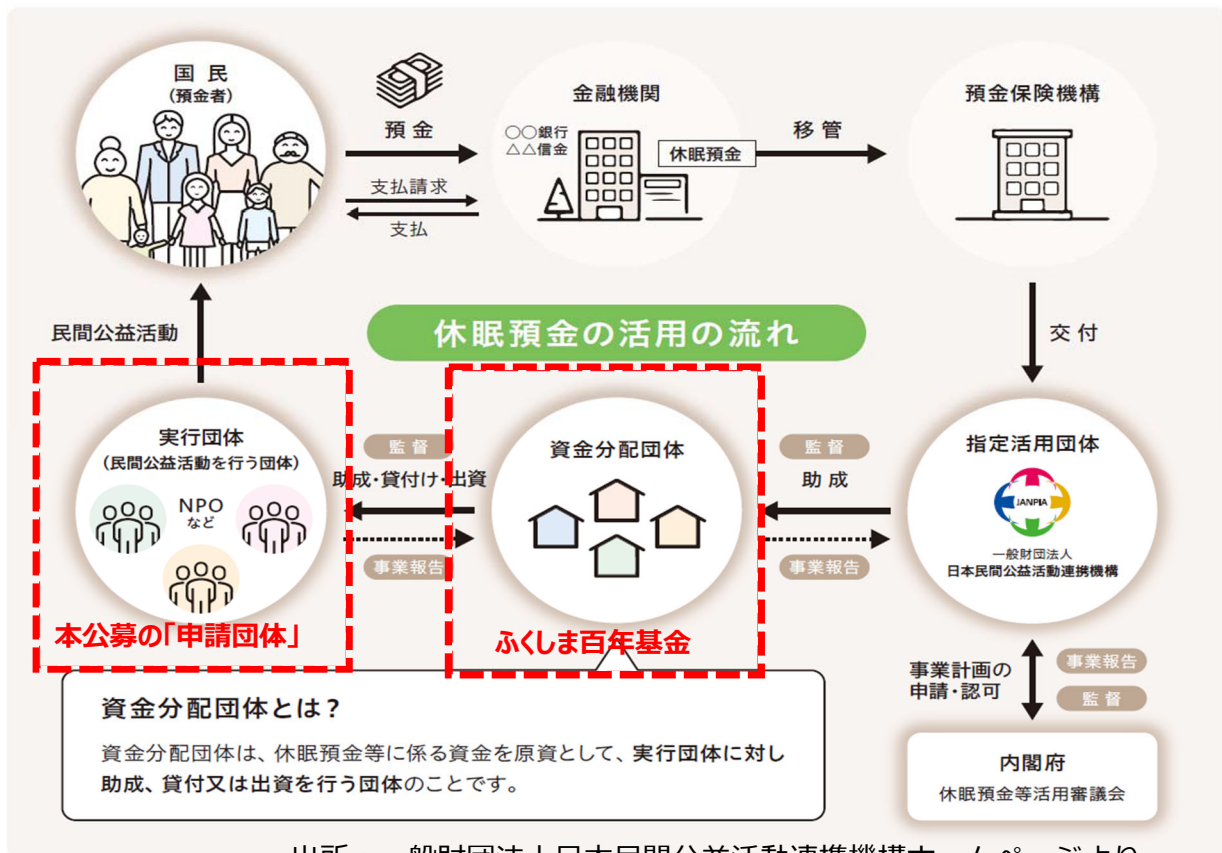 国 民
(預金者)
預 金
支払請求
支払
金融機関
○○銀行
△△信金
休眠預金
移 管
預金保険機構
民間公益活動
休眠預金の活用の流れ
交 付
実行団体
(民間公益活動を行う団体)
NPO
など
本公募の「申請団体」
監 督
助成・貸付け・出資
事業報告
資金分配団体
ふくしま百年基金
監 督
助 成
事業報告
指定活用団体
JANPIA
一般財団法人
日本民間公益活動連携機構
事業計画の
申請・認可
事業報告
監 督
内閣府
休眠預金等活用審議会
資金分配団体とは？
資金分配団体は、休眠預金等に係る資金を原資として、実行団体に対し
助成、貸付又は出資を行う団体のことです。